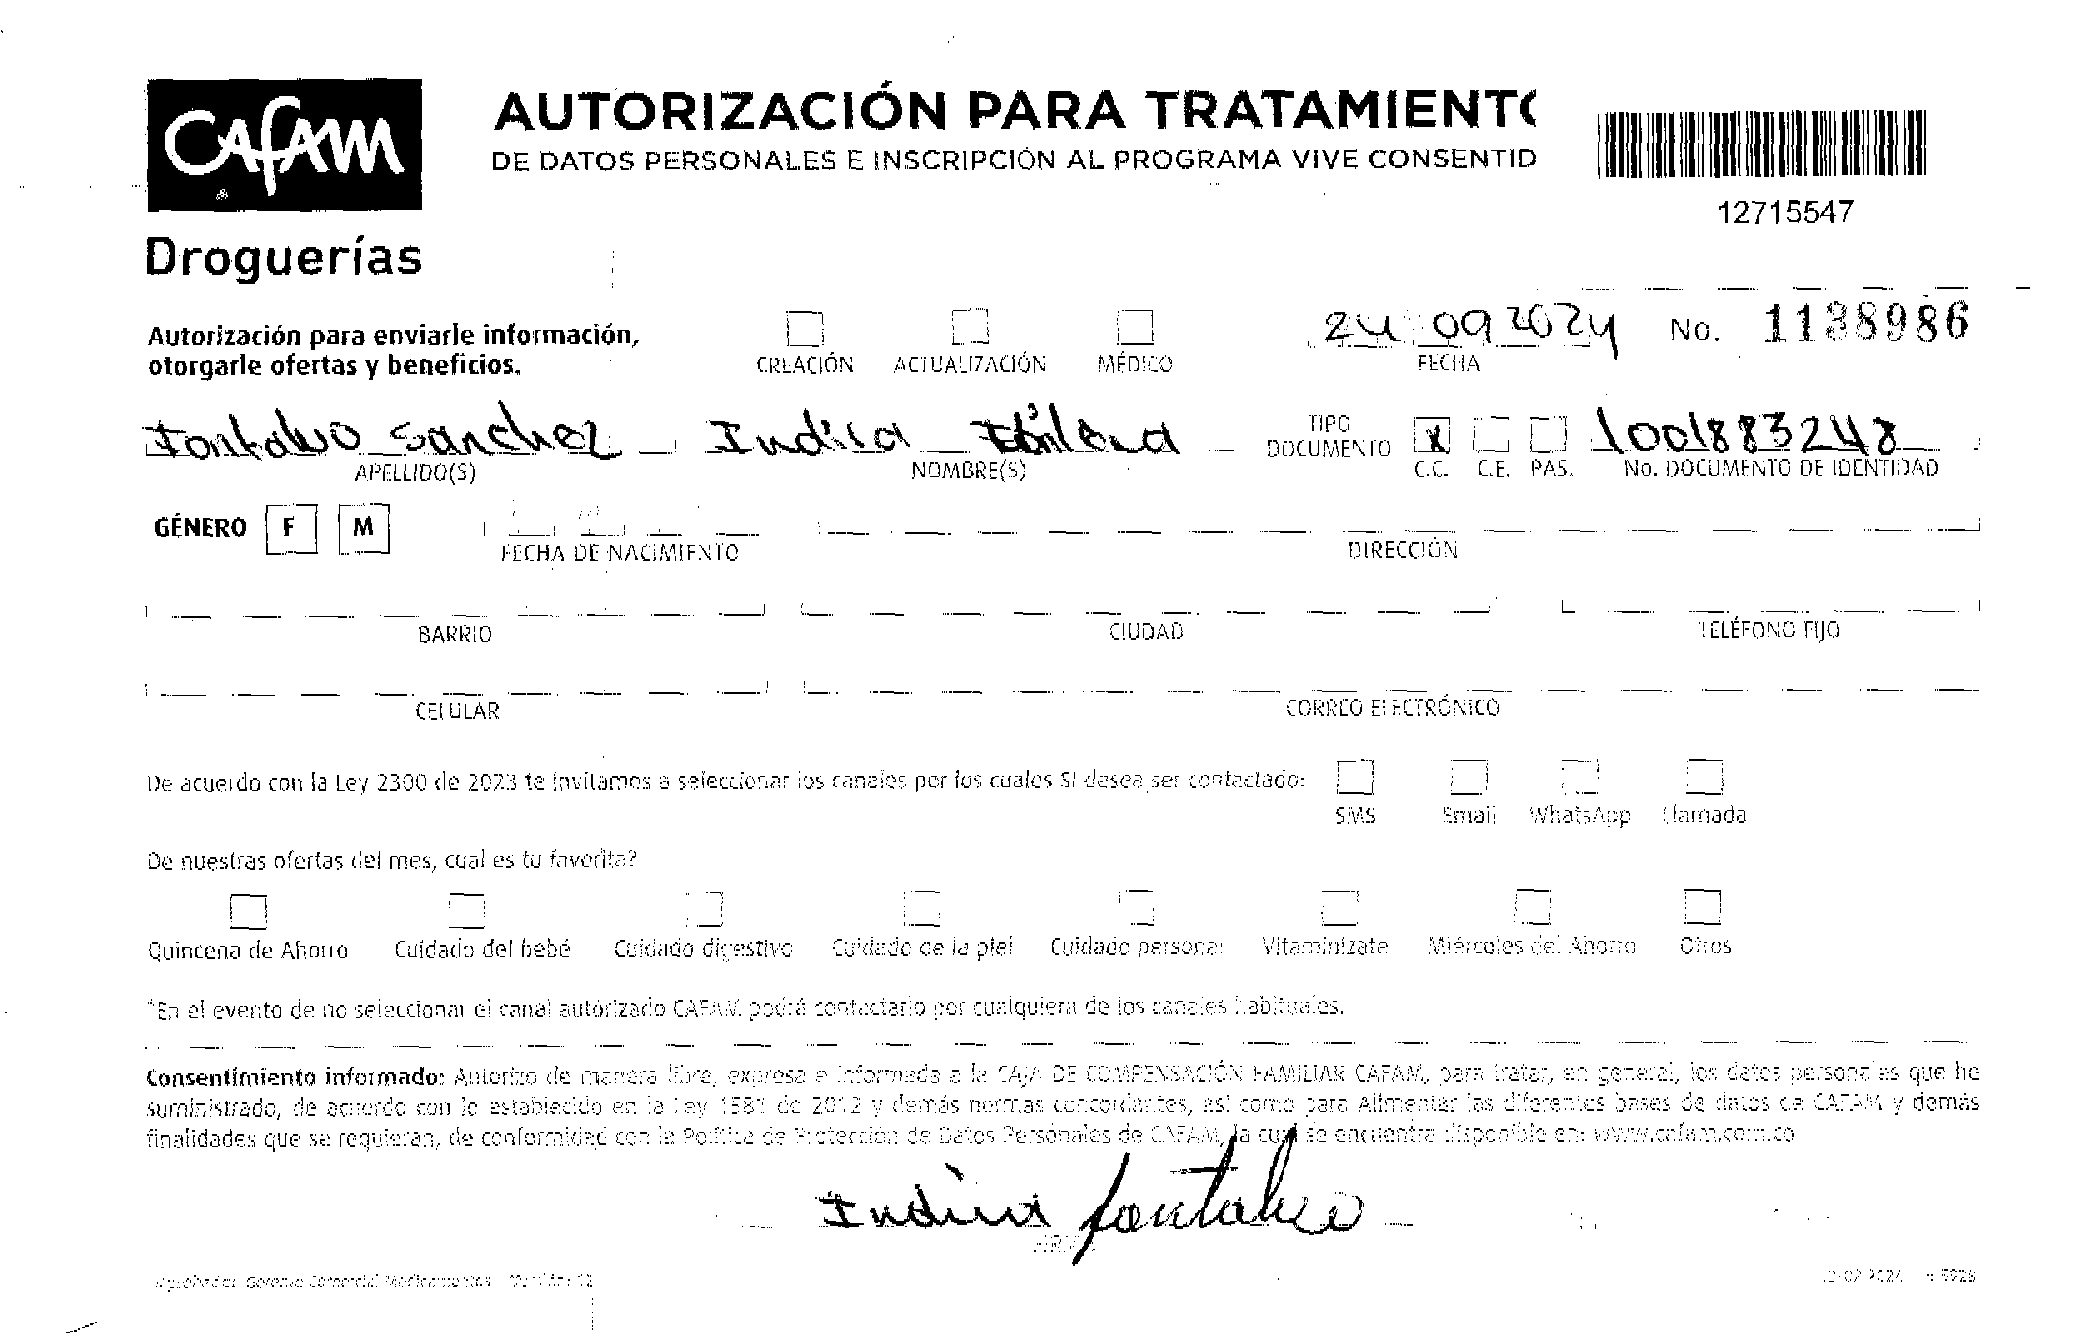 CAFAM
Droguerías
AUTORIZACIÓN PARA TRATAMIENTO
DE DATOS PERSONALES E INSCRIPCIÓN AL PROGRAMA VIVE CONSENTID
12715547
Autorización para enviarle información,
otorgarle ofertas y beneficios.
CREACIÓN ACTUALIZACIÓN MÉDICO
24 09 2024 No. 1138986
FECHA
Fontalvo Sanchez Indira TIPO DOCUMENTO X 1001883248
APELLIDO(S) NOMBRE(S) C.C. C.E. PAS. No. DOCUMENTO DE IDENTIDAD
GÉNERO F M
FECHA DE NACIMIENTO DIRECCIÓN
BARRIO CIUDAD TELÉFONO FIJO
CELULAR CORREO ELECTRÓNICO
De acuerdo con la Ley 2300 de 2023 te invitamos a seleccionar los canales por los cuales SI desea ser contactado:
SMS Email WhatsApp Llamada
De nuestras ofertas del mes, cual es tu favorita?
Quincena de Ahorro Cuidado del bebé Cuidado digestivo Cuidado de la piel Cuidado personal Vitaminízate Miércoles del Ahorro Otros
*En el evento de no seleccionar el canal autorizado CAFAM podrá contactarlo por cualquiera de los canales habituales.
Consentimiento informado: Autorizo de manera libre, expresa e informada a la CAJA DE COMPENSACIÓN FAMILIAR CAFAM, para tratar, en general, los datos personales que he
suministrado, de acuerdo con lo establecido en la Ley 1581 de 2012 y demás normas concordantes, así como para Alimentar las diferentes bases de datos de CAFAM y demás
finalidades que se requieran, de conformidad con la Política de Protección de Datos Personales de CAFAM, la cual se encuentra disponible en: www.cafam.com.co
Indira Fontalvo
FIRMA